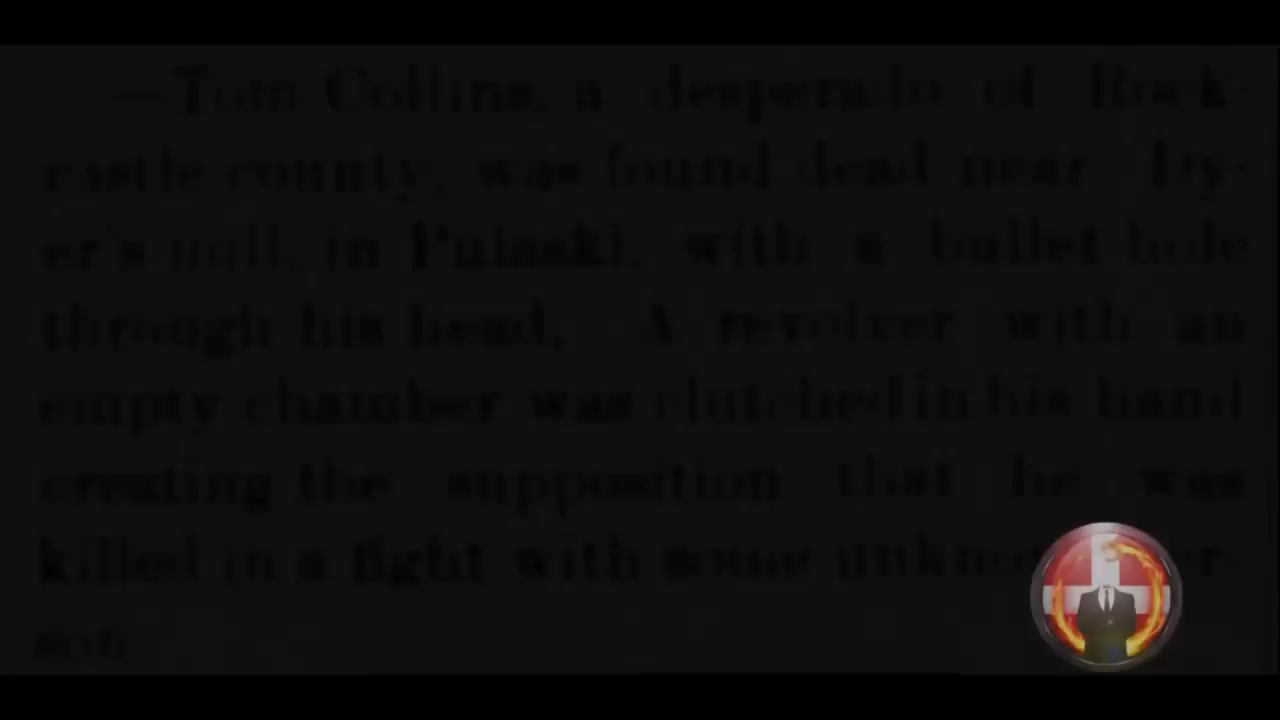 —Tom Collins, a desperado of Rock-
castle county, was found dead near Dy-
er's mill, in Pulaski, with a bullet hole
through his head, A revolver with an
empty chamber was clutched in his hand
creating the supposition that he was
killed in a fight with some
son